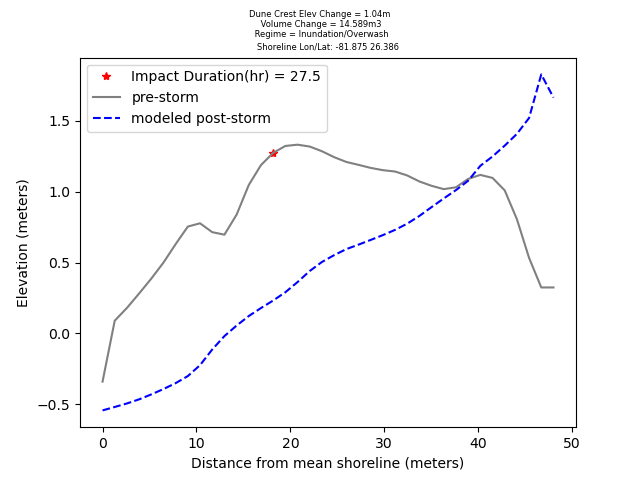 Dune Crest Elev Change = 1.04m
Volume Change = 14.589m3
Regime = Inundation/Overwash
Shoreline Lon/Lat: -81.875 26.386
Impact Duration(hr) = 27.5
pre-storm
modeled post-storm
Elevation (meters)
1.5
1.0
0.5
0.0
−0.5
0 10 20 30 40 50
Distance from mean shoreline (meters)